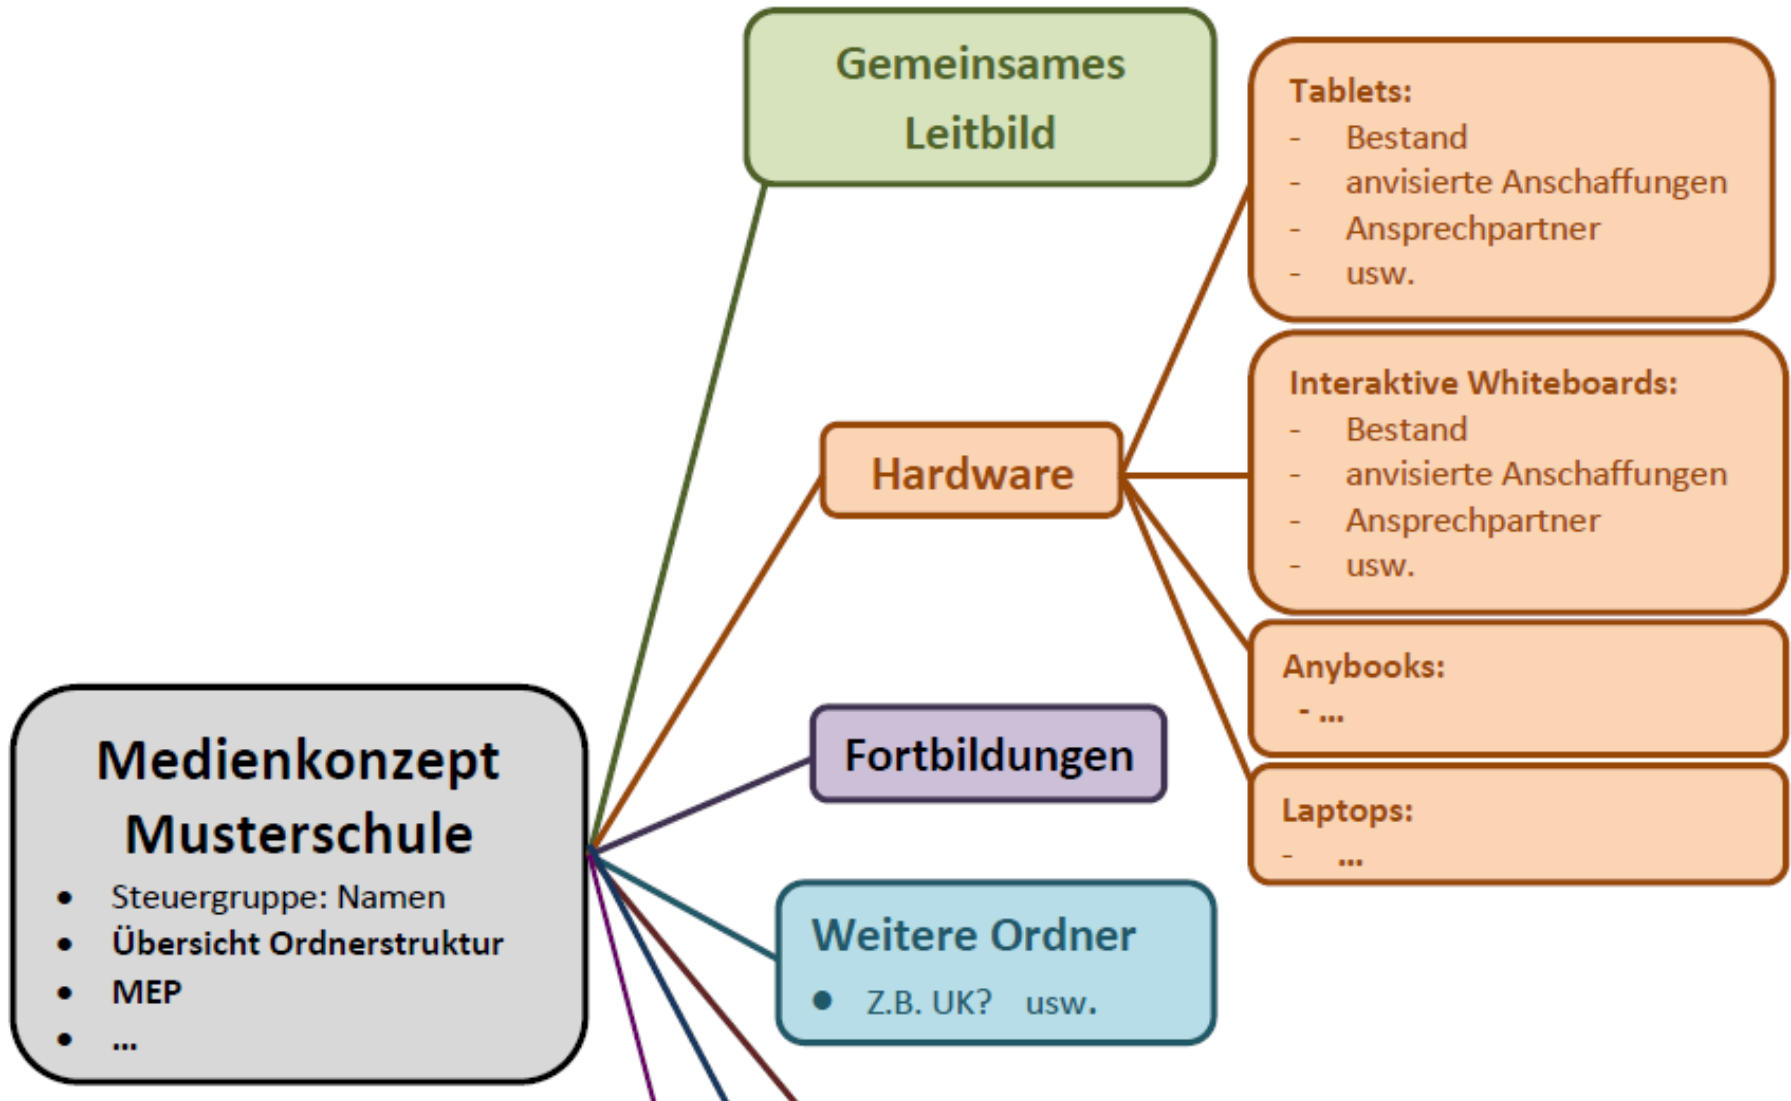 Gemeinsames
Leitbild
Tablets:
- Bestand
- anvisierte Anschaffungen
- Ansprechpartner
- usw.
Interaktive Whiteboards:
- Bestand
- anvisierte Anschaffungen
- Ansprechpartner
- usw.
Hardware
Anybooks:
- ...
Laptops:
- ...
Fortbildungen
Medienkonzept
Musterschule
• Steuergruppe: Namen
• Übersicht Ordnerstruktur
• MEP
• ...
Weitere Ordner
• Z.B. UK? usw.